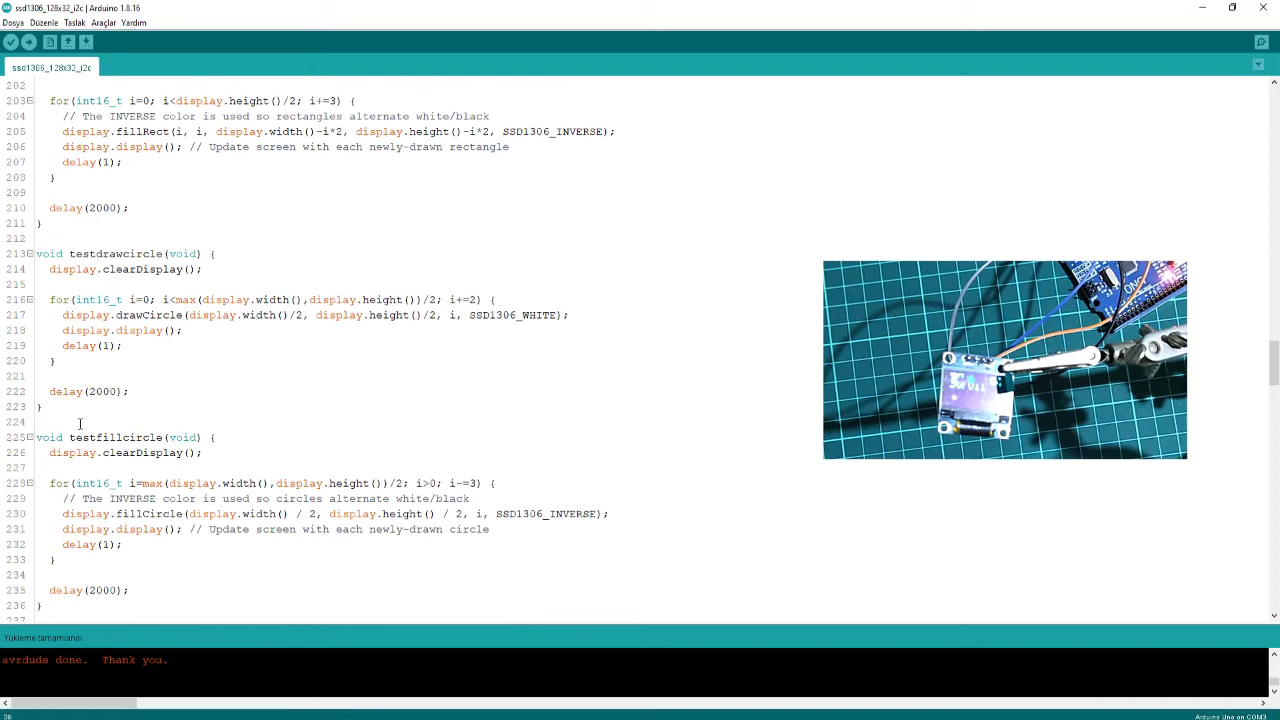 ssd1306_128x32_i2c | Arduino 1.8.16
Dosya Düzenle Taslak Araçlar Yardım
ssd1306_128x32_i2c
202
203 for(int16_t i=0; i<display.height()/2; i+=3) {
204 // The INVERSE color is used so rectangles alternate white/black
205 display.fillRect(i, i, display.width()-i*2, display.height()-i*2, SSD1306_INVERSE);
206 display.display(); // Update screen with each newly-drawn rectangle
207 delay(1);
208 }
209
210 delay(2000);
211 }
212
213 void testdrawcircle(void) {
214 display.clearDisplay();
215
216 for(int16_t i=0; i<max(display.width(),display.height())/2; i+=2) {
217 display.drawCircle(display.width()/2, display.height()/2, i, SSD1306_WHITE);
218 display.display();
219 delay(1);
220 }
221
222 delay(2000);
223 }
224
225 void testfillcircle(void) {
226 display.clearDisplay();
227
228 for(int16_t i=max(display.width(),display.height())/2; i>0; i-=3) {
229 // The INVERSE color is used so circles alternate white/black
230 display.fillCircle(display.width() / 2, display.height() / 2, i, SSD1306_INVERSE);
231 display.display(); // Update screen with each newly-drawn circle
232 delay(1);
233 }
234
235 delay(2000);
236 }
237
Yükleme tamamlandı
avrdude done. Thank you.
39
Arduino Uno on COM3